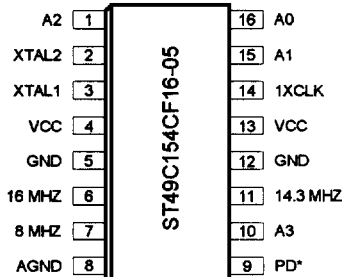 A2 1 16 A0
XTAL2 2 15 A1
XTAL1 3 14 1XCLK
VCC 4 13 VCC
GND 5 12 GND
16 MHZ 6 11 14.3 MHZ
8 MHZ 7 10 A3
AGND 8 9 PD*
ST49C154CF16-05